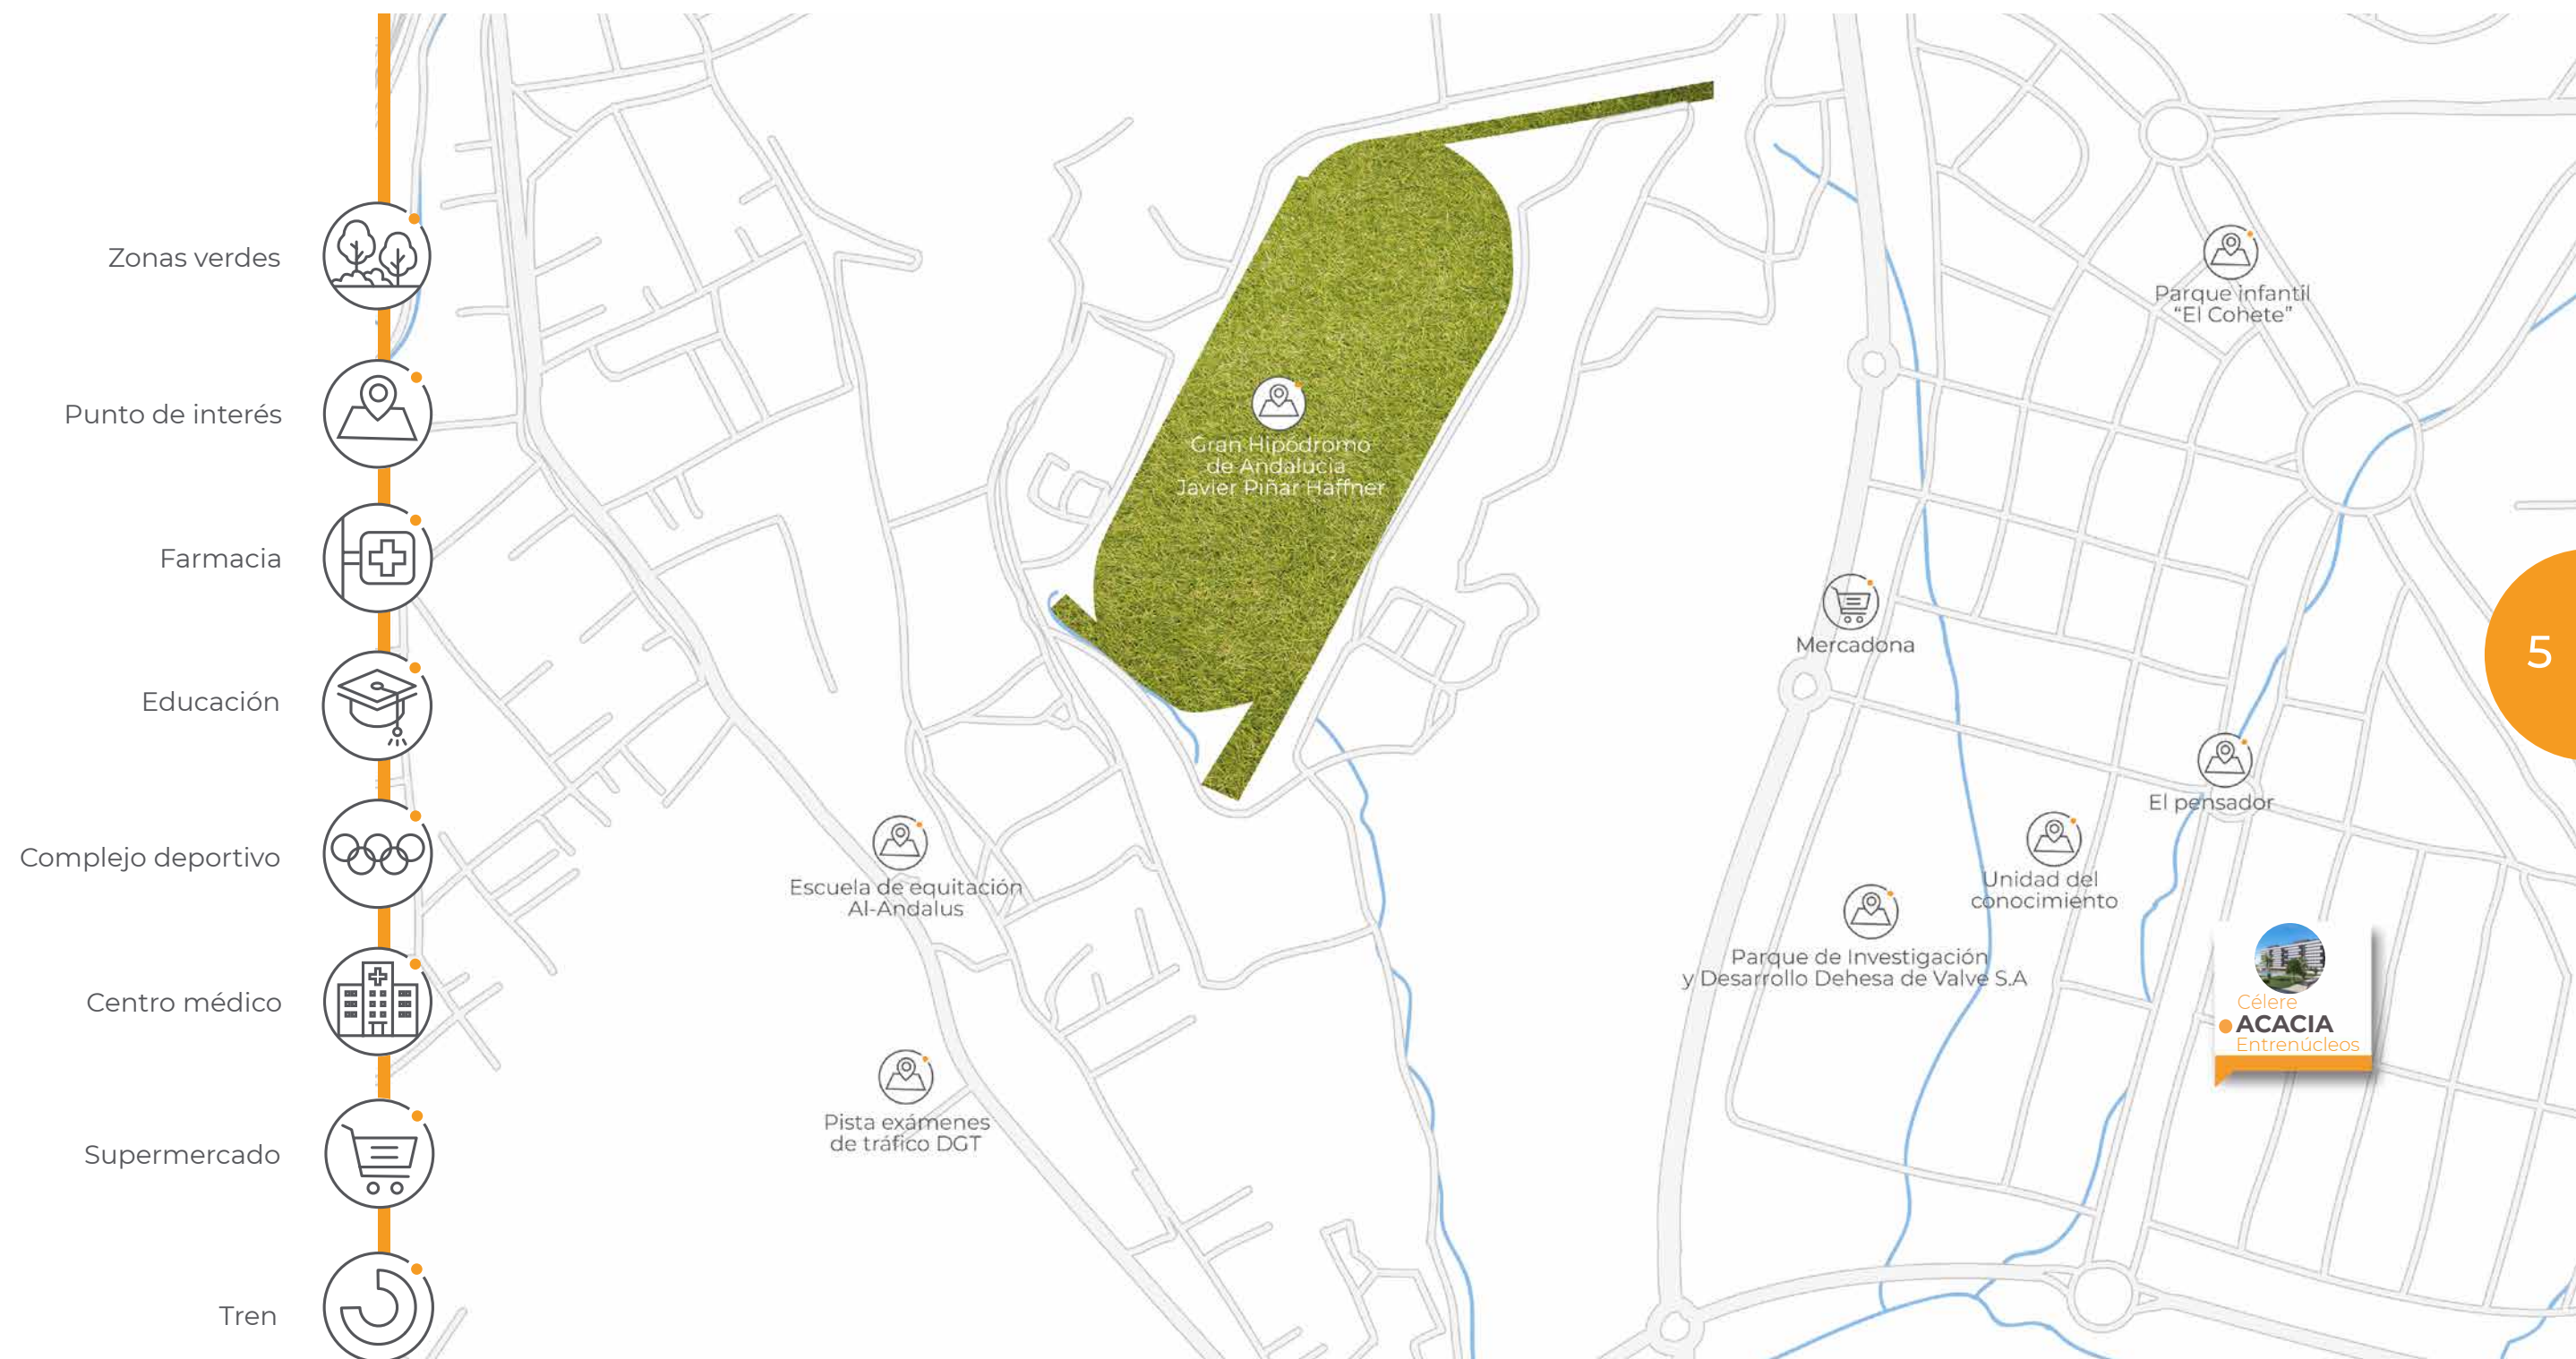 Zonas verdes
Punto de interés
Farmacia
Educación
Complejo deportivo
Centro médico
Supermercado
Tren
Gran Hipódromo
de Andalucia
Javier Piñar Haffner
Parque infantil
“El Cohete”
Mercadona
5
El pensador
Escuela de equitación
Al-Andalus
Unidad del
conocimiento
Parque de Investigación
y Desarrollo Dehesa de Valve S.A
Célere
ACACIA
Entrenúcleos
Pista exámenes
de tráfico DGT